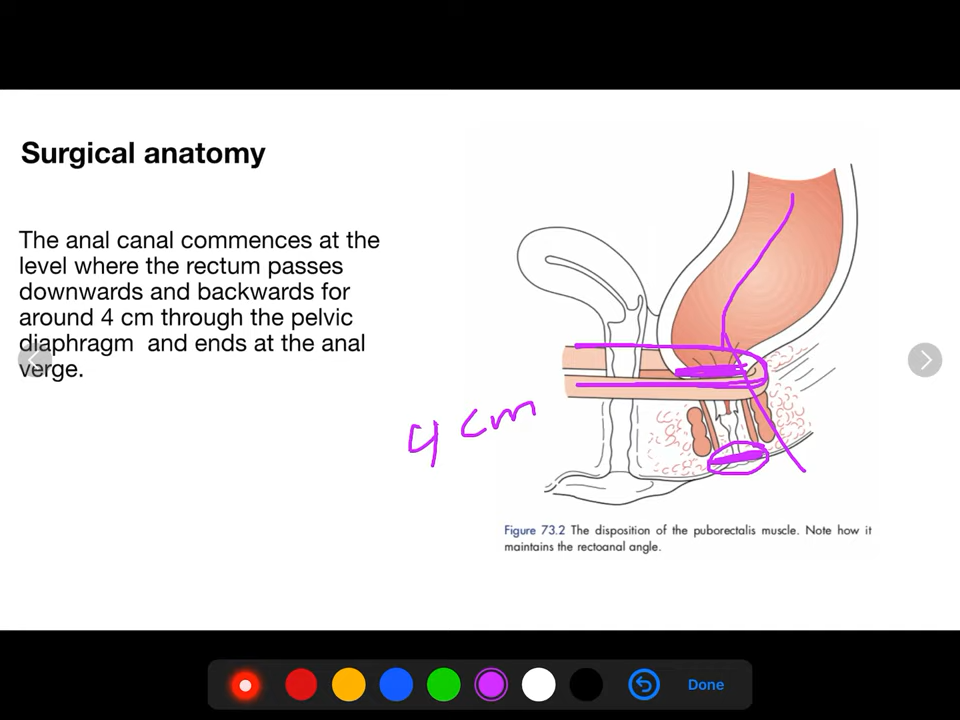 Surgical anatomy
The anal canal commences at the
level where the rectum passes
downwards and backwards for
around 4 cm through the pelvic
diaphragm and ends at the anal
verge.
4 cm
Figure 73.2 The disposition of the puborectalis muscle. Note how it
maintains the rectoanal angle.
Done